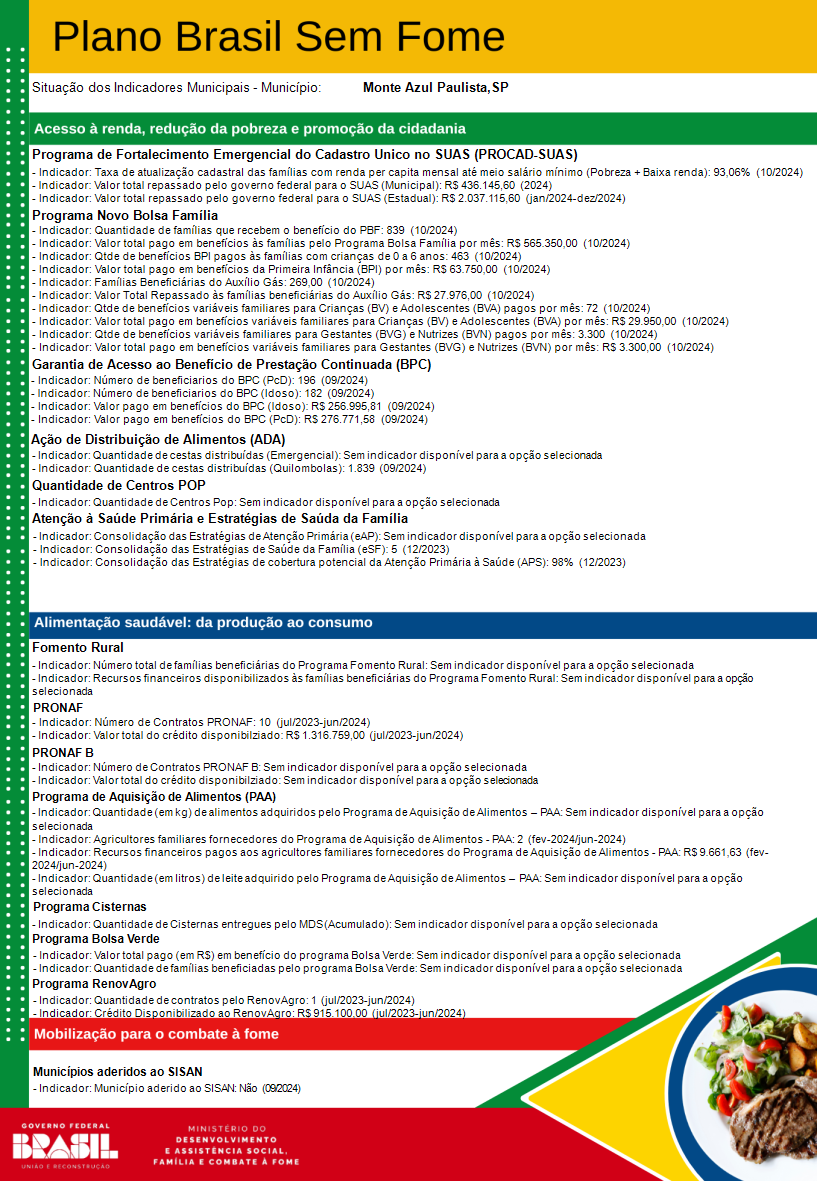 Plano Brasil Sem Fome
Situação dos Indicadores Municipais - Município: Monte Azul Paulista,SP
Acesso à renda, redução da pobreza e promoção da cidadania
Programa de Fortalecimento Emergencial do Cadastro Unico no SUAS (PROCAD-SUAS)
- Indicador: Taxa de atualização cadastral das famílias com renda per capita mensal até meio salário mínimo (Pobreza + Baixa renda): 93,06% (10/2024)
- Indicador: Valor total repassado pelo governo federal para o SUAS (Municipal): R$ 436.145,60 (2024)
- Indicador: Valor total repassado pelo governo federal para o SUAS (Estadual): R$ 2.037.115,60 (jan/2024-dez/2024)
Programa Novo Bolsa Família
- Indicador: Quantidade de famílias que recebem o benefício do PBF: 839 (10/2024)
- Indicador: Valor total pago em benefícios às famílias pelo Programa Bolsa Família por mês: R$ 565.350,00 (10/2024)
- Indicador: Qtde de benefícios BPI pagos às famílias com crianças de 0 a 6 anos: 463 (10/2024)
- Indicador: Valor total pago em benefícios da Primeira Infância (BPI) por mês: R$ 63.750,00 (10/2024)
- Indicador: Famílias Beneficiárias do Auxílio Gás: 269,00 (10/2024)
- Indicador: Valor Total Repassado às famílias beneficiárias do Auxílio Gás: R$ 27.976,00 (10/2024)
- Indicador: Qtde de benefícios variáveis familiares para Crianças (BV) e Adolescentes (BVA) pagos por mês: 72 (10/2024)
- Indicador: Valor total pago em benefícios variáveis familiares para Crianças (BV) e Adolescentes (BVA) por mês: R$ 29.950,00 (10/2024)
- Indicador: Qtde de benefícios variáveis familiares para Gestantes (BVG) e Nutrizes (BVN) pagos por mês: 3.300 (10/2024)
- Indicador: Valor total pago em benefícios variáveis familiares para Gestantes (BVG) e Nutrizes (BVN) por mês: R$ 3.300,00 (10/2024)
Garantia de Acesso ao Benefício de Prestação Continuada (BPC)
- Indicador: Número de beneficiarios do BPC (PcD): 196 (09/2024)
- Indicador: Número de beneficiarios do BPC (Idoso): 182 (09/2024)
- Indicador: Valor pago em benefícios do BPC (Idoso): R$ 256.995,81 (09/2024)
- Indicador: Valor pago em benefícios do BPC (PcD): R$ 276.771,58 (09/2024)
Ação de Distribuição de Alimentos (ADA)
- Indicador: Quantidade de cestas distribuídas (Emergencial): Sem indicador disponível para a opção selecionada
- Indicador: Quantidade de cestas distribuídas (Quilombolas): 1.839 (09/2024)
Quantidade de Centros POP
- Indicador: Quantidade de Centros Pop: Sem indicador disponível para a opção selecionada
Atenção à Saúde Primária e Estratégias de Saúda da Família
- Indicador: Consolidação das Estratégias de Atenção Primária (eAP): Sem indicador disponível para a opção selecionada
- Indicador: Consolidação das Estratégias de Saúde da Família (eSF): 5 (12/2023)
- Indicador: Consolidação das Estratégias de cobertura potencial da Atenção Primária à Saúde (APS): 98% (12/2023)
Alimentação saudável: da produção ao consumo
Fomento Rural
- Indicador: Número total de famílias beneficiárias do Programa Fomento Rural: Sem indicador disponível para a opção selecionada
- Indicador: Recursos financeiros disponibilizados às famílias beneficiárias do Programa Fomento Rural: Sem indicador disponível para a opção
selecionada
PRONAF
- Indicador: Número de Contratos PRONAF: 10 (jul/2023-jun/2024)
- Indicador: Valor total do crédito disponibilziado: R$ 1.316.759,00 (jul/2023-jun/2024)
PRONAF B
- Indicador: Número de Contratos PRONAF B: Sem indicador disponível para a opção selecionada
- Indicador: Valor total do crédito disponibilziado: Sem indicador disponível para a opção selecionada
Programa de Aquisição de Alimentos (PAA)
- Indicador: Quantidade (em kg) de alimentos adquiridos pelo Programa de Aquisição de Alimentos – PAA: Sem indicador disponível para a opção
selecionada
- Indicador: Agricultores familiares fornecedores do Programa de Aquisição de Alimentos - PAA: 2 (fev-2024/jun-2024)
- Indicador: Recursos financeiros pagos aos agricultores familiares fornecedores do Programa de Aquisição de Alimentos - PAA: R$ 9.661,63 (fev-
2024/jun-2024)
- Indicador: Quantidade (em litros) de leite adquirido pelo Programa de Aquisição de Alimentos – PAA: Sem indicador disponível para a opção
selecionada
Programa Cisternas
- Indicador: Quantidade de Cisternas entregues pelo MDS (Acumulado): Sem indicador disponível para a opção selecionada
Programa Bolsa Verde
- Indicador: Valor total pago (em R$) em benefício do programa Bolsa Verde: Sem indicador disponível para a opção selecionada
- Indicador: Quantidade de famílias beneficiadas pelo programa Bolsa Verde: Sem indicador disponível para a opção selecionada
Programa RenovAgro
- Indicador: Quantidade de contratos pelo RenovAgro: 1 (jul/2023-jun/2024)
- Indicador: Crédito Disponibilizado ao RenovAgro: R$ 915.100,00 (jul/2023-jun/2024)
Mobilização para o combate à fome
Municípios aderidos ao SISAN
- Indicador: Município aderido ao SISAN: Não (09/2024)
GOVERNO FEDERAL
BRASIL
UNIÃO E RECONSTRUÇÃO
MINISTÉRIO DO
DESENVOLVIMENTO
E ASSISTÊNCIA SOCIAL,
FAMÍLIA E COMBATE À FOME